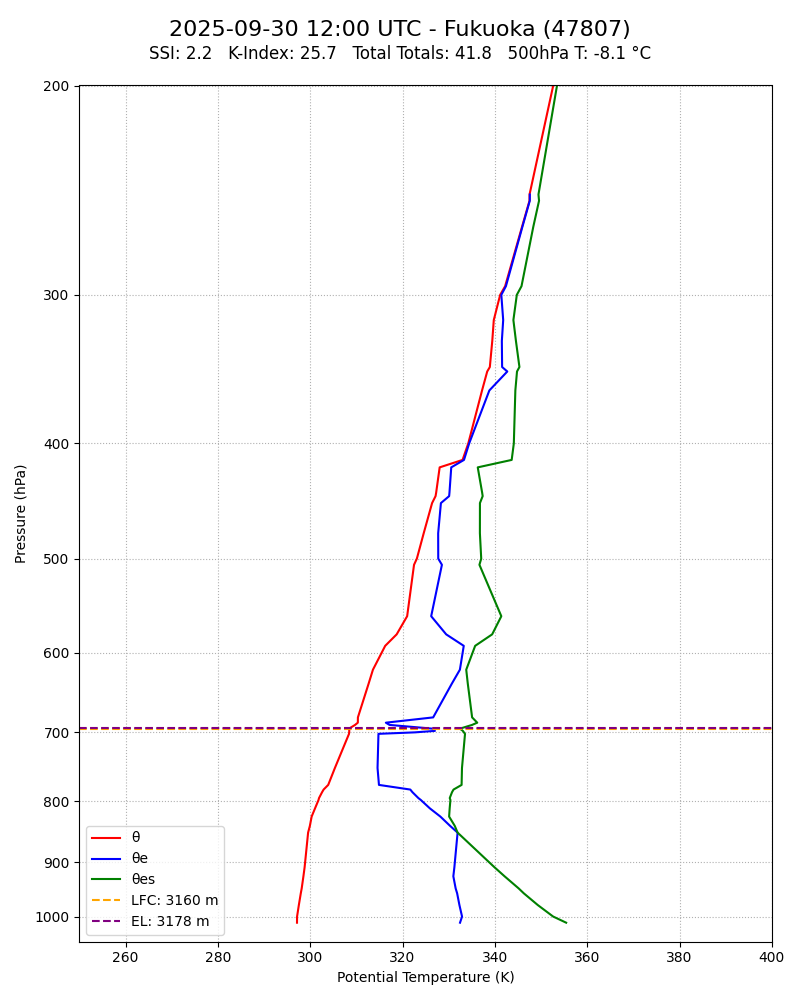 2025-09-30 12:00 UTC - Fukuoka (47807)
SSI: 2.2   K-Index: 25.7   Total Totals: 41.8   500hPa T: -8.1 °C
200
300
400
500
600
700
800
900
1000
Pressure (hPa)
θ
θe
θes
LFC: 3160 m
EL: 3178 m
260 280 300 320 340 360 380 400
Potential Temperature (K)